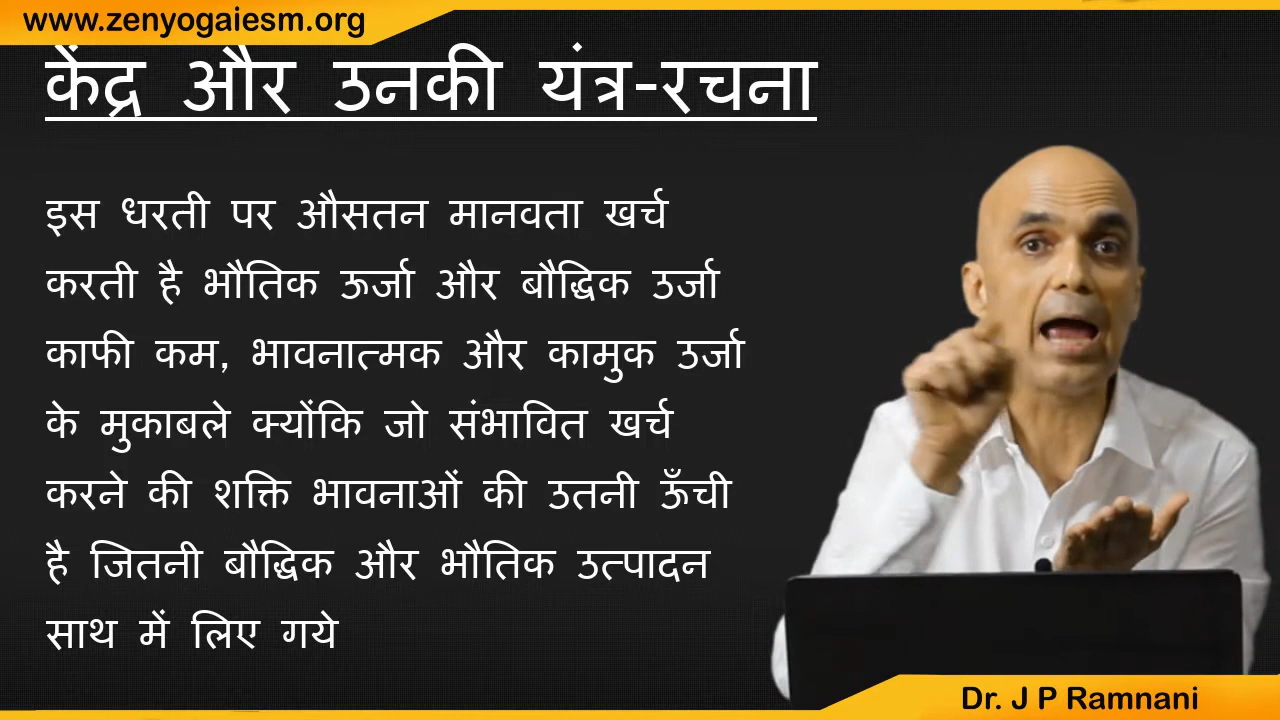 www.zenyogaiesm.org
केंद्र और उनकी यंत्र-रचना
इस धरती पर औसतन मानवता खर्च
करती है भौतिक ऊर्जा और बौद्धिक उर्जा
काफी कम, भावनात्मक और कामुक उर्जा
के मुकाबले क्योंकि जो संभावित खर्च
करने की शक्ति भावनाओं की उतनी ऊँची
है जितनी बौद्धिक और भौतिक उत्पादन
साथ में लिए गये
Dr. J P Ramnani